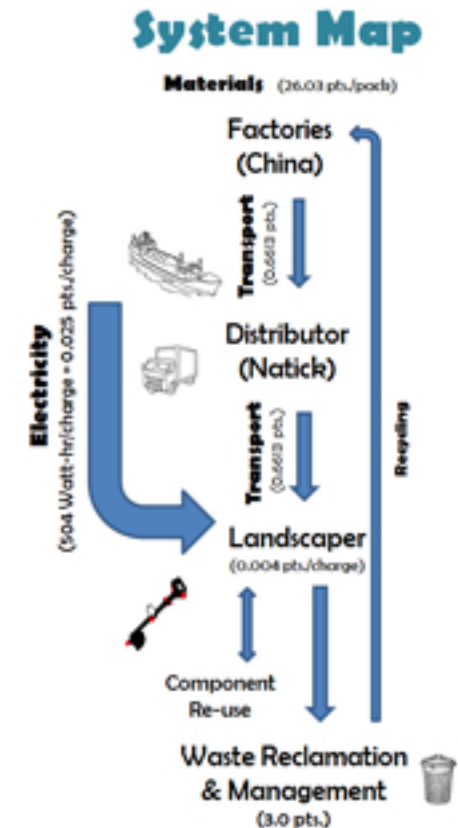 System Map
Materials (26.03 pts./pack)
Factories
(China)
Transport
(0.6613 pts.)
Distributor
(Natick)
Electricity
(504 Watt-hr/charge = 0.025 pts./charge)
Transport
(0.6613 pts.)
Recycling
Landscaper
(0.004 pts./charge)
Component
Re-use
Waste Reclamation
& Management
(3.0 pts.)